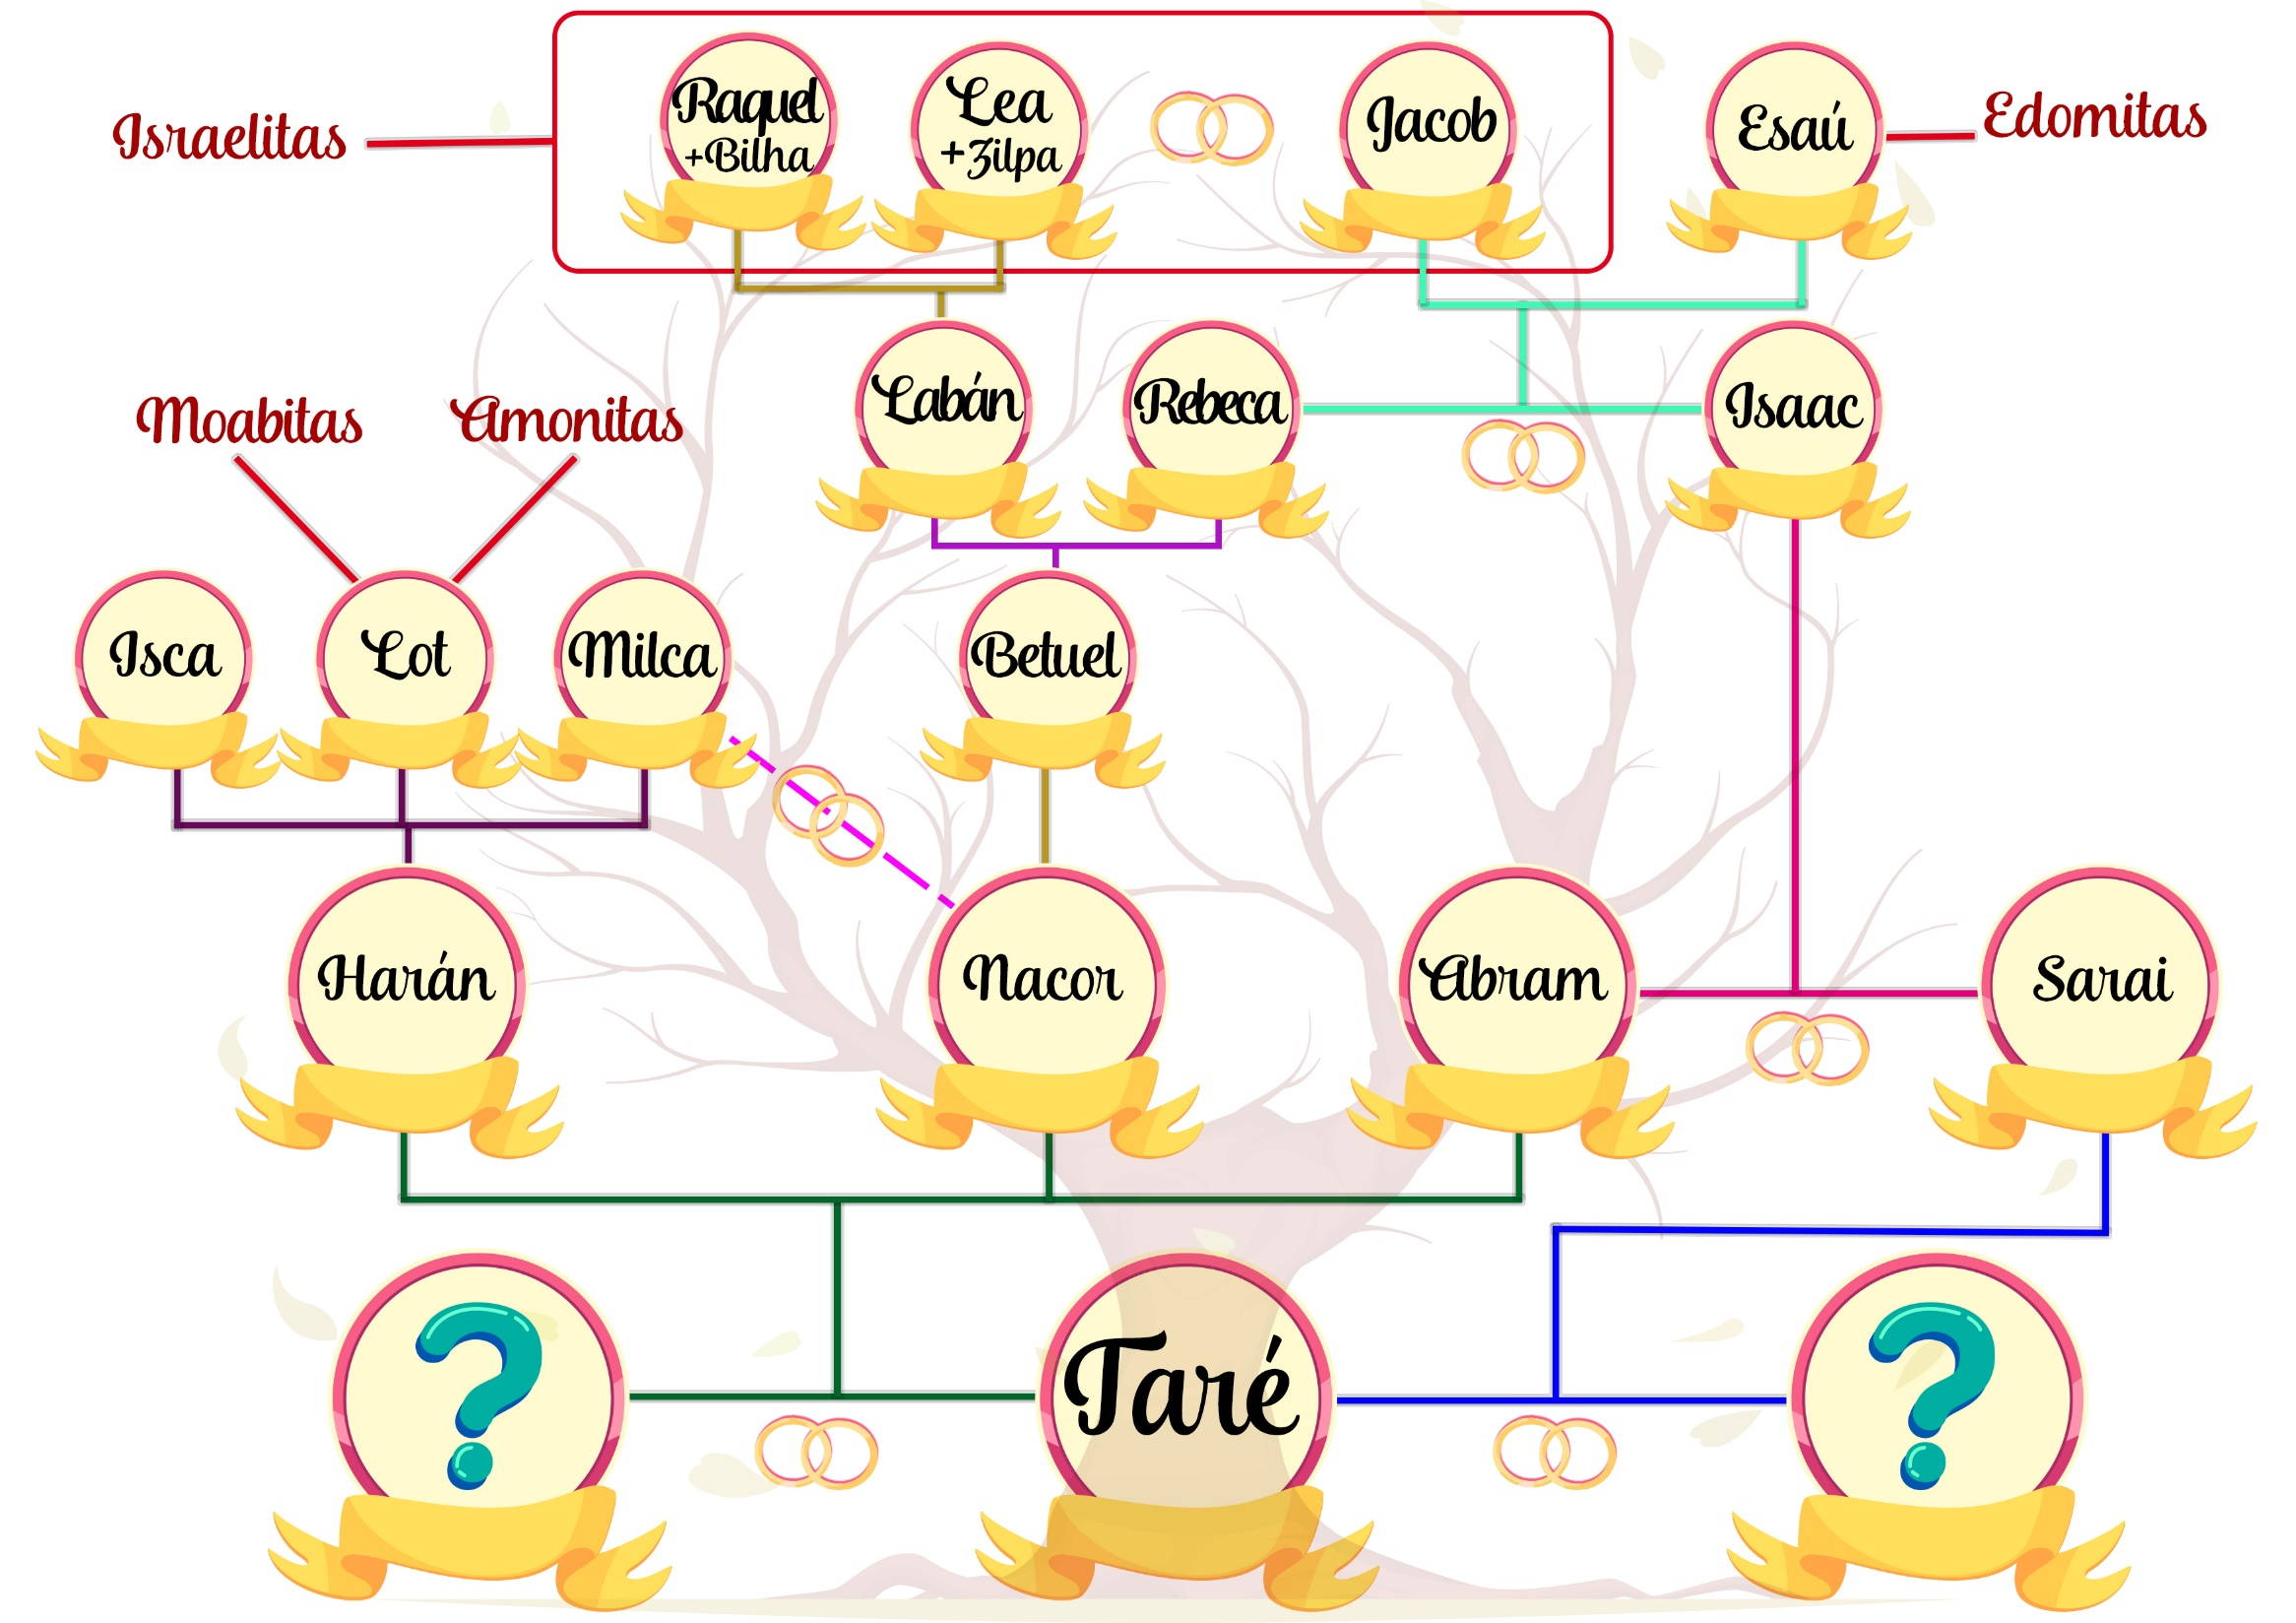 Israelitas
Raquel
+Bilha
Lea
+Zilpa
Jacob
Esaú
Edomitas
Labán
Rebeca
Isaac
Moabitas
Amonitas
Isca
Lot
Milca
Betuel
Harán
Nacor
Abram
Sarai
?
Taré
?